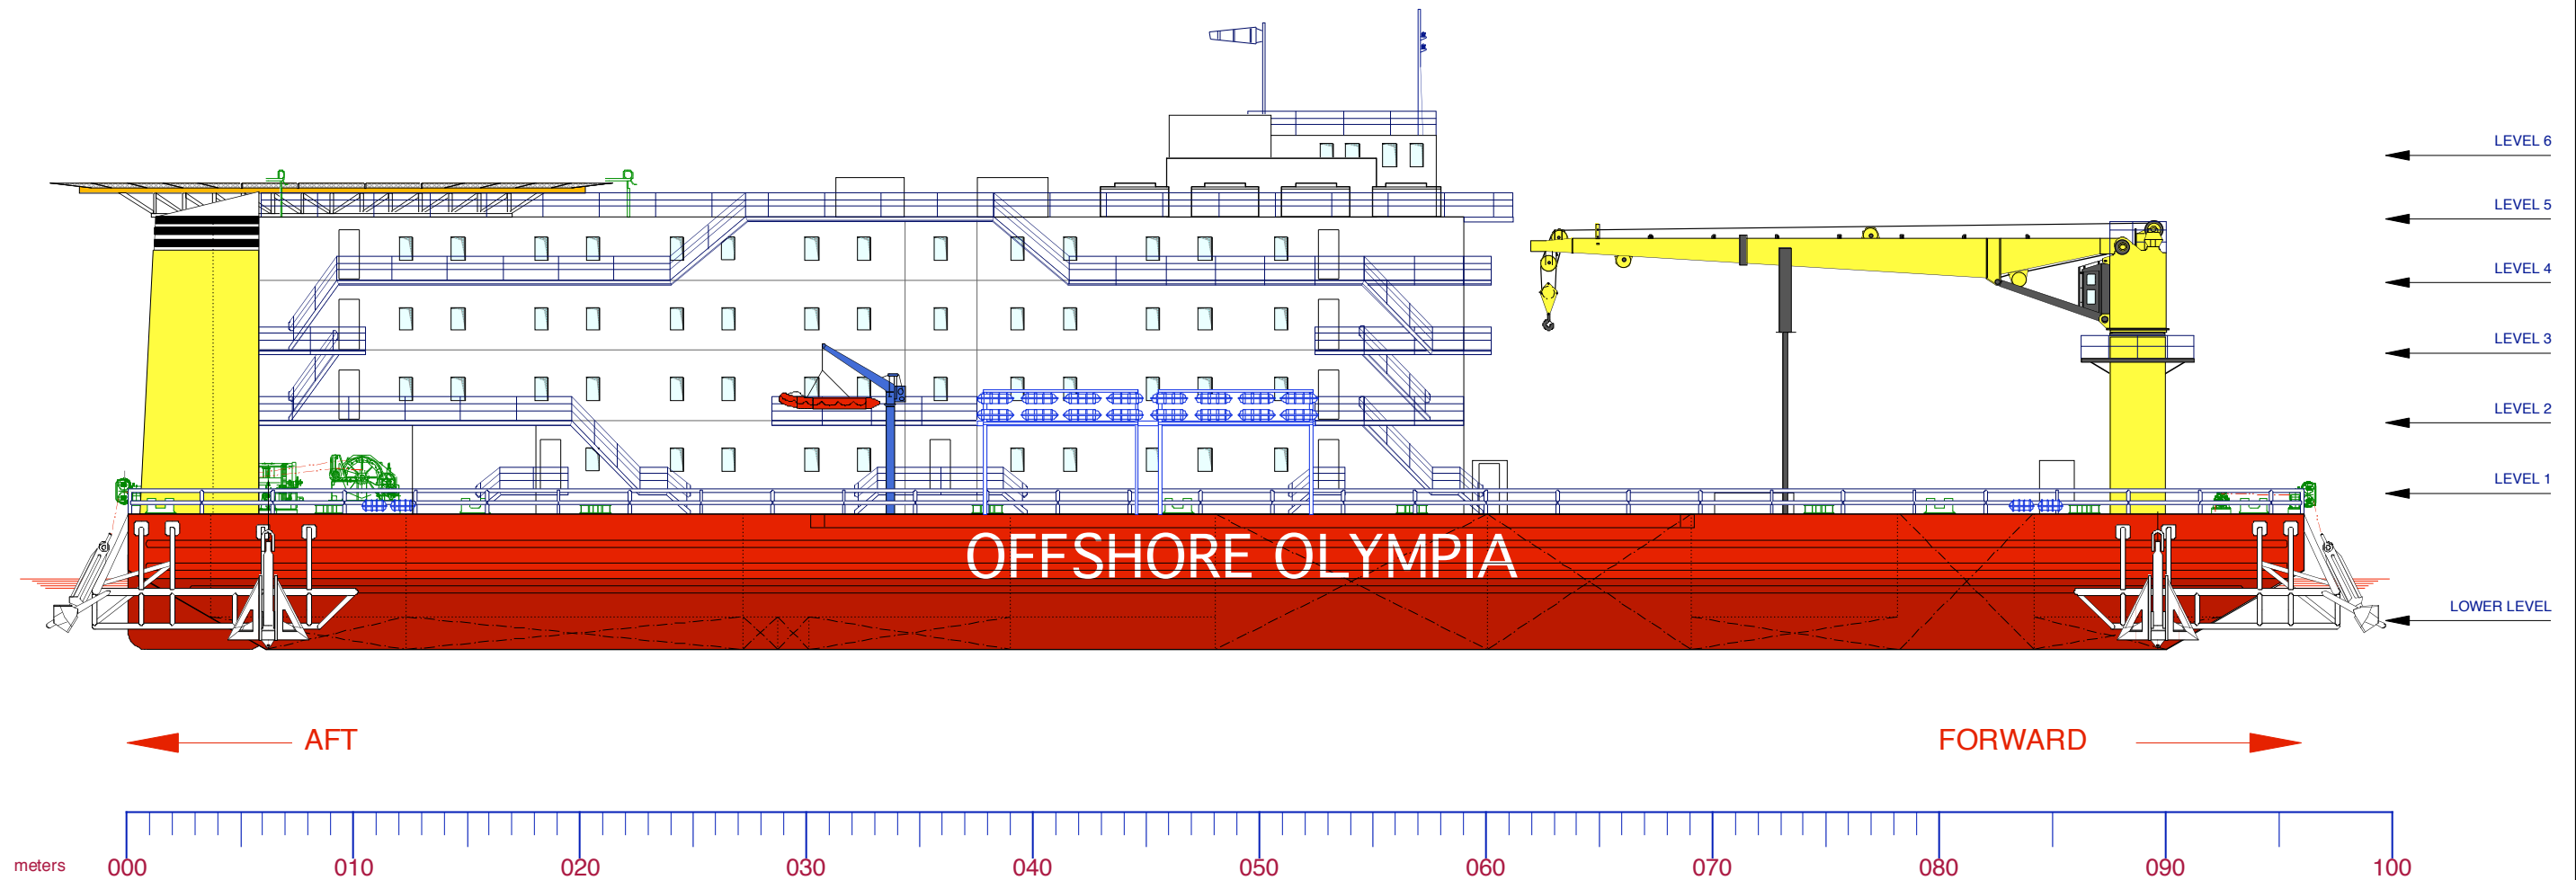 LEVEL 6
LEVEL 5
LEVEL 4
LEVEL 3
LEVEL 2
LEVEL 1
OFFSHORE OLYMPIA
LOWER LEVEL
AFT
FORWARD
meters 000 010 020 030 040 050 060 070 080 090 100